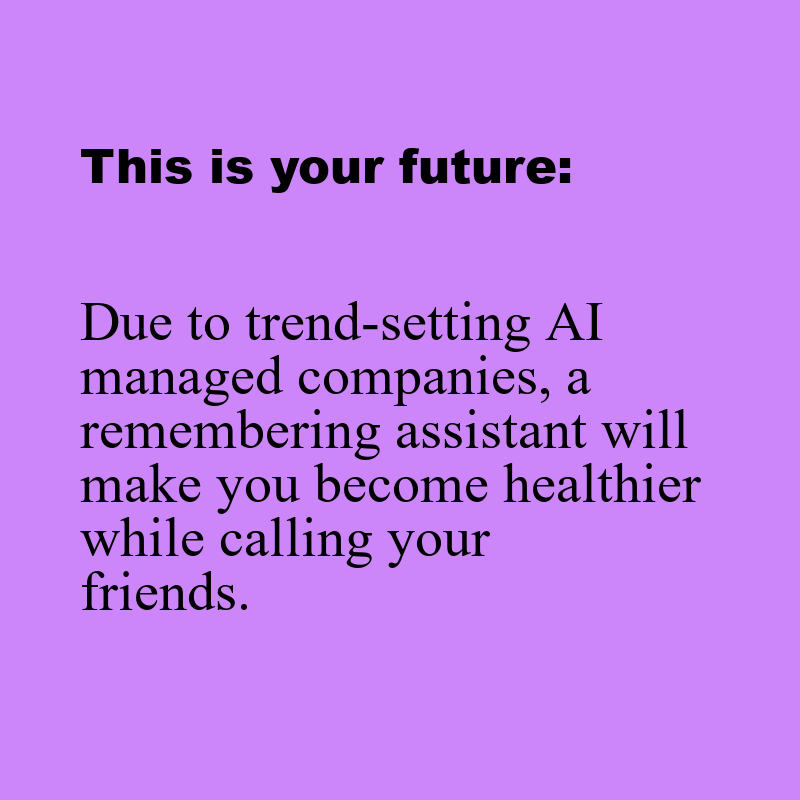 This is your future:
Due to trend-setting AI
managed companies, a
remembering assistant will
make you become healthier
while calling your
friends.